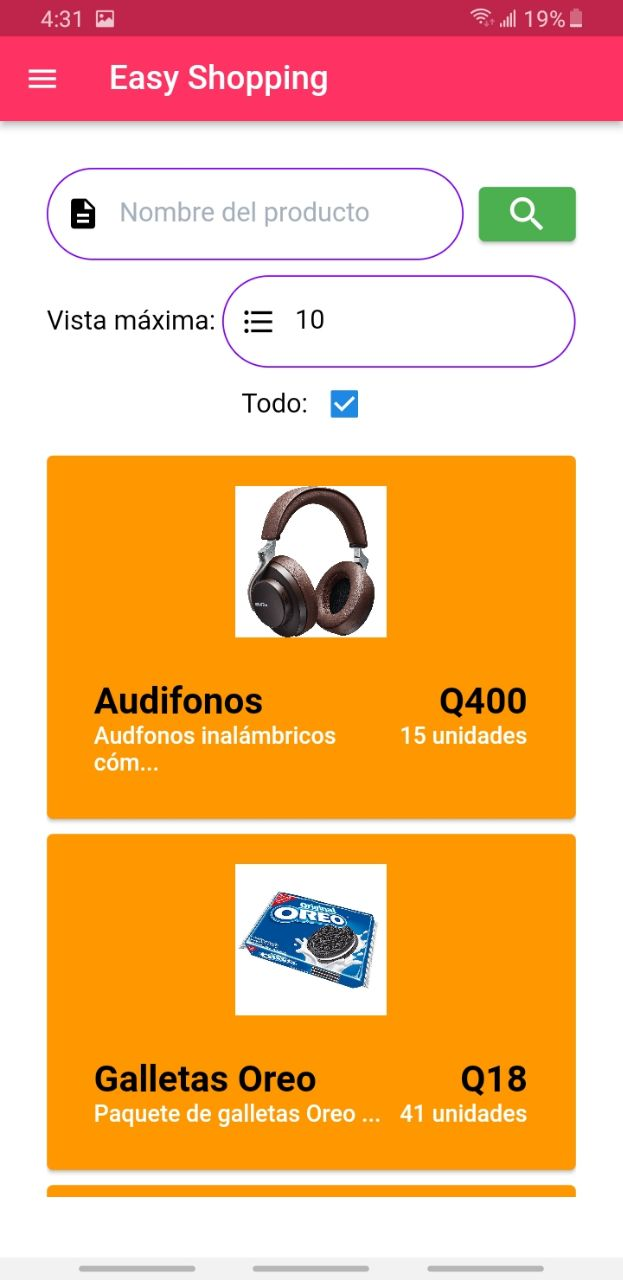 4:31 19%
Easy Shopping
Nombre del producto
Vista máxima: 10
Todo:
Audifonos Q400
Audfonos inalámbricos 15 unidades
cóm...
Original
OREO
Galletas Oreo Q18
Paquete de galletas Oreo ... 41 unidades